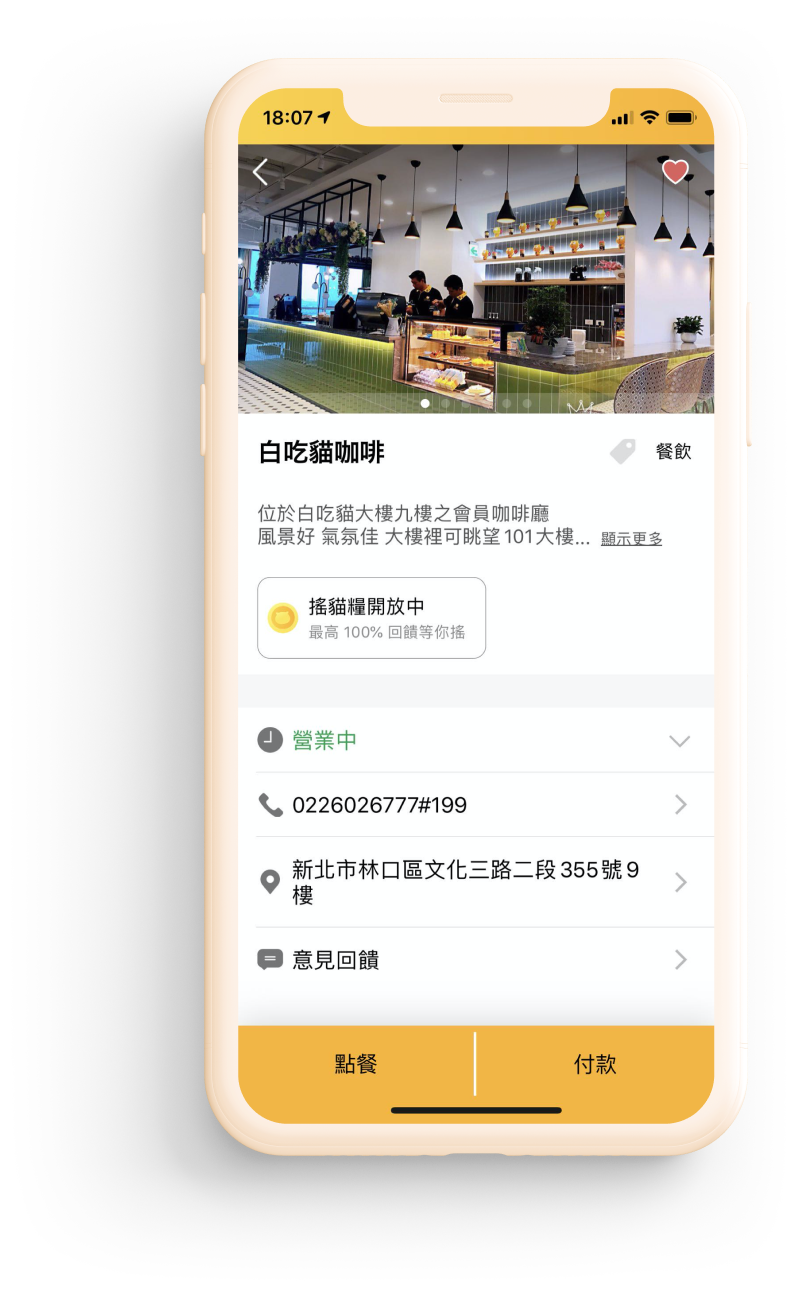 18:07
白吃貓咖啡
餐飲
位於白吃貓大樓九樓之會員咖啡廳
風景好 氣氛佳 大樓裡可眺望101大樓... 顯示更多
搖貓糧開放中
最高 100% 回饋等你搖
營業中
0226026777#199
新北市林口區文化三路二段355號9
樓
意見回饋
點餐
付款